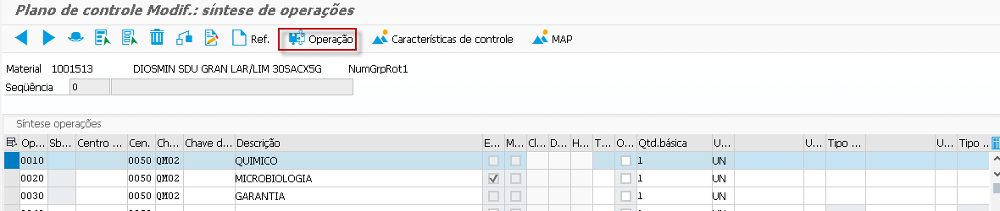 Plano de controle Modif.: síntese de operações
Ref. Operação Características de controle MAP
Material 1001513 DIOSMIN SDU GRAN LAR/LIM 30SACX5G NumGrpRot1
Seqüência 0
Síntese operações
Op... Sb... Centro ... Cen. Ch... Chave d... Descrição E... M... Cl... D... H... T... O... Qtd.básica U... U... Tipo ... U... Tipo ...
0010 0050 QM02 QUIMICO 1 UN
0020 0050 QM02 MICROBIOLOGIA 1 UN
0030 0050 QM02 GARANTIA 1 UN